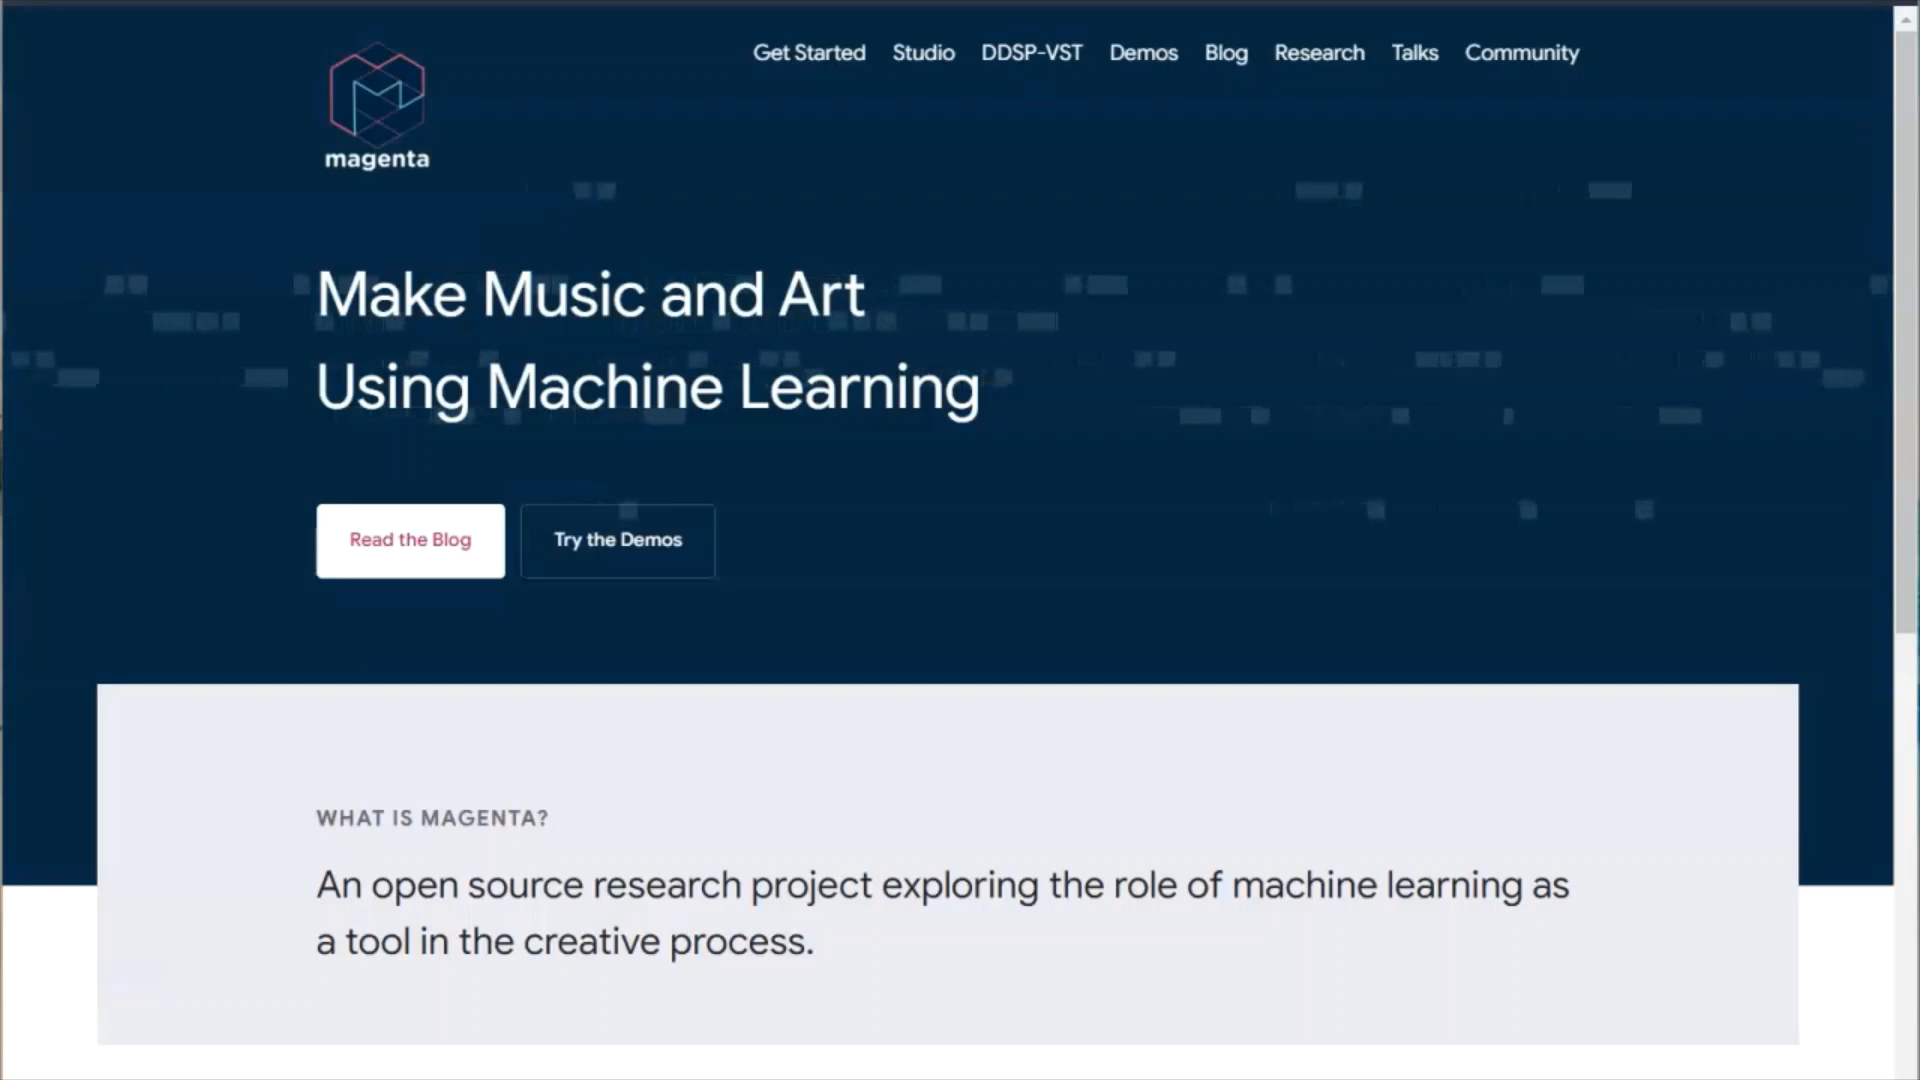 magenta
Get Started Studio DDSP-VST Demos Blog Research Talks Community
Make Music and Art
Using Machine Learning
Read the Blog Try the Demos
WHAT IS MAGENTA?
An open source research project exploring the role of machine learning as
a tool in the creative process.